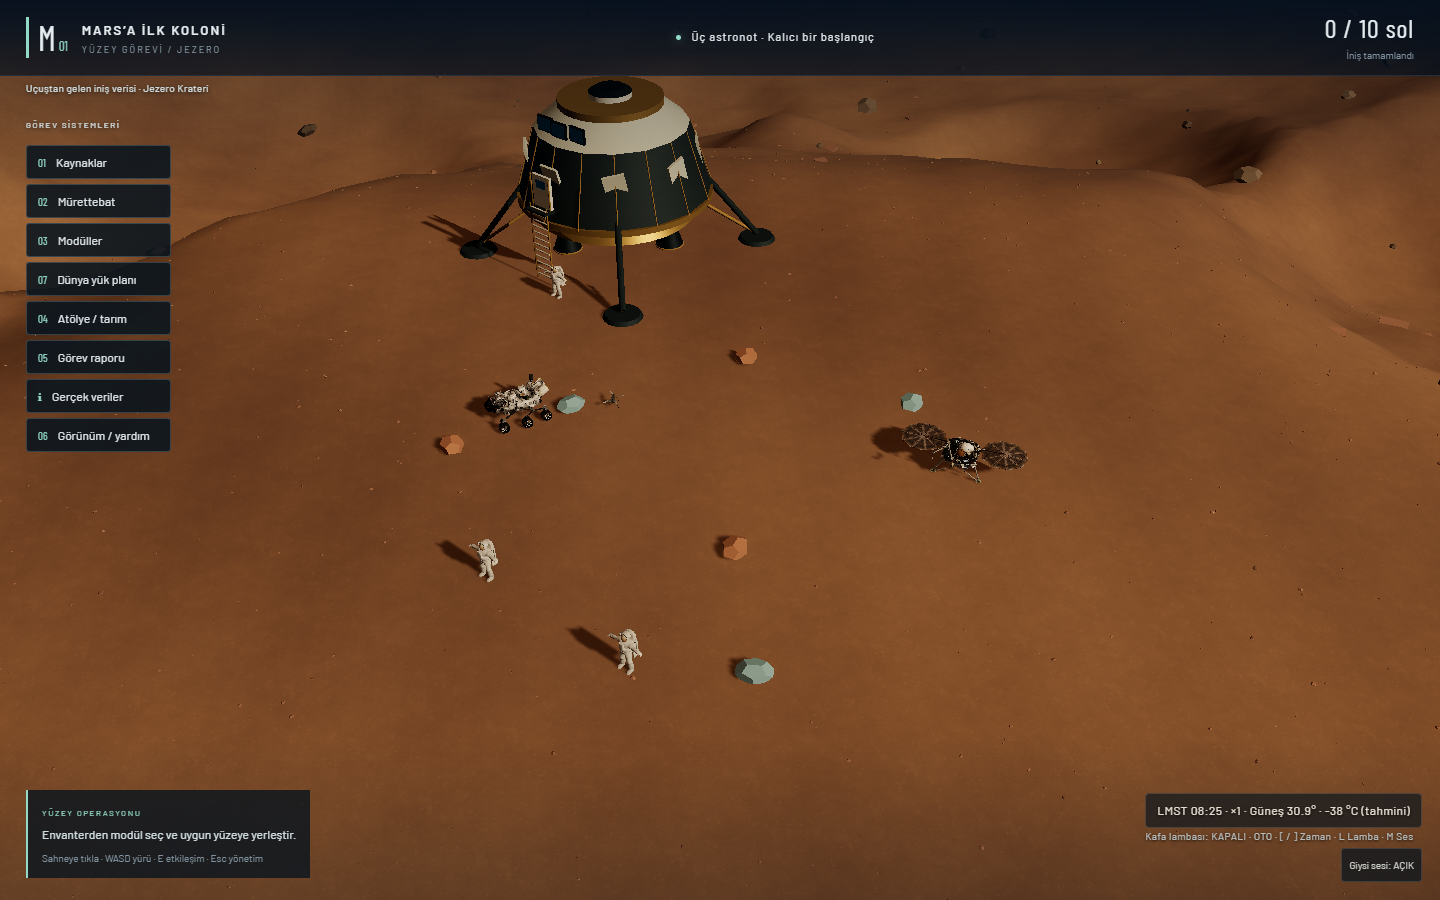 M 01
MARS'A İLK KOLONİ
YÜZEY GÖREVİ / JEZERO
Üç astronot · Kalıcı bir başlangıç
0 / 10 sol
İniş tamamlandı
Uçuştan gelen iniş verisi · Jezero Krateri
GÖREV SİSTEMLERİ
01 Kaynaklar
02 Mürettebat
03 Modüller
07 Dünya yük planı
04 Atölye / tarım
05 Görev raporu
i Gerçek veriler
06 Görünüm / yardım
YÜZEY OPERASYONU
Envanterden modül seç ve uygun yüzeye yerleştir.
Sahneye tıkla · WASD yürü · E etkileşim · Esc yönetim
LMST 08:25 · ×1 · Güneş 30.9° · -38 °C (tahmini)
Kafa lambası: KAPALI · OTO · [ / ] Zaman · L Lamba · M Ses
Giysi sesi: AÇIK